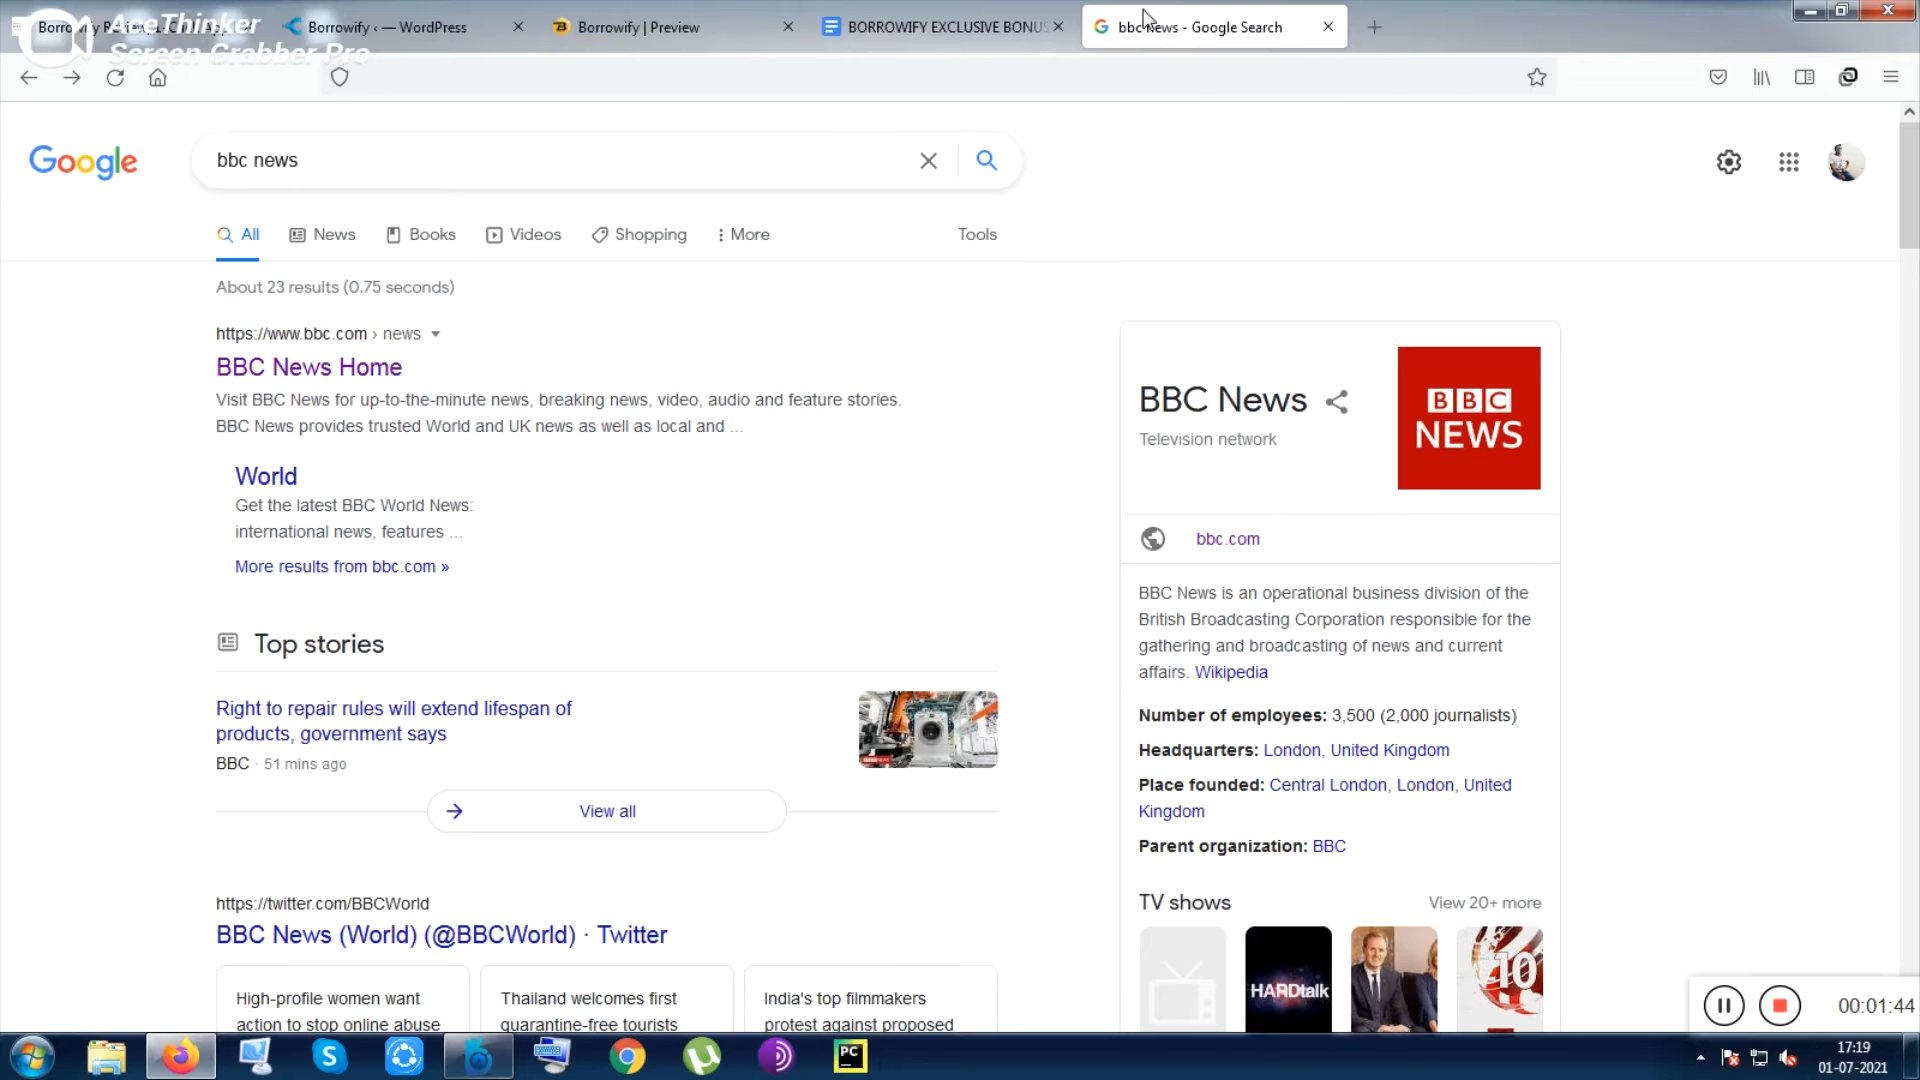 AceThinker
Screen Grabber Pro
Borrowify ‹ — WordPress
Borrowify | Preview
BORROWIFY EXCLUSIVE BONUS
bbc news - Google Search
Google
bbc news
All
News
Books
Videos
Shopping
More
Tools
About 23 results (0.75 seconds)
https://www.bbc.com › news
BBC News Home
Visit BBC News for up-to-the-minute news, breaking news, video, audio and feature stories.
BBC News provides trusted World and UK news as well as local and ...
World
Get the latest BBC World News:
international news, features ...
More results from bbc.com »
Top stories
Right to repair rules will extend lifespan of
products, government says
BBC · 51 mins ago
View all
https://twitter.com/BBCWorld
BBC News (World) (@BBCWorld) · Twitter
High-profile women want
action to stop online abuse
Thailand welcomes first
quarantine-free tourists
India's top filmmakers
protest against proposed
BBC News
Television network
BBC
NEWS
bbc.com
BBC News is an operational business division of the
British Broadcasting Corporation responsible for the
gathering and broadcasting of news and current
affairs. Wikipedia
Number of employees: 3,500 (2,000 journalists)
Headquarters: London, United Kingdom
Place founded: Central London, London, United
Kingdom
Parent organization: BBC
TV shows
View 20+ more
HARDtalk
10
00:01:44
PC
17:19
01-07-2021